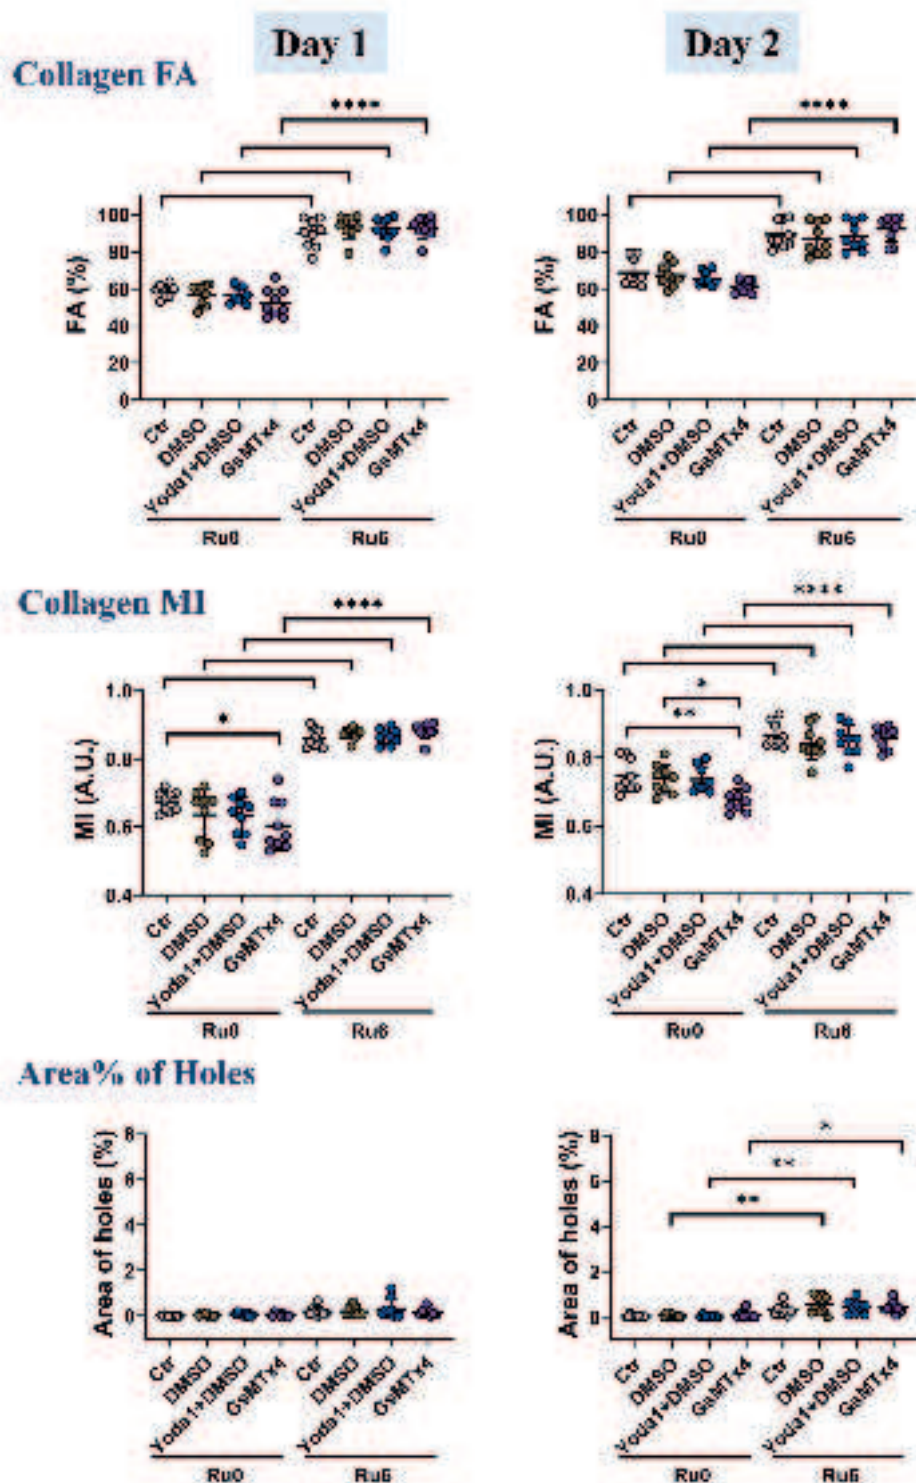 Day 1
Day 2
Collagen FA
****
****
FA (%)
100
80
60
40
20
0
Ctr
DMSO
Yoda1+DMSO
GsMTx4
Ctr
DMSO
Yoda1+DMSO
GsMTx4
Ru0
Ru6
FA (%)
100
80
60
40
20
0
Ctr
DMSO
Yoda1+DMSO
GsMTx4
Ctr
DMSO
Yoda1+DMSO
GsMTx4
Ru0
Ru6
Collagen MI
****
*
MI (A.U.)
1.0
0.8
0.6
0.4
Ctr
DMSO
Yoda1+DMSO
GsMTx4
Ctr
DMSO
Yoda1+DMSO
GsMTx4
Ru0
Ru6
****
*
**
MI (A.U.)
1.0
0.8
0.6
0.4
Ctr
DMSO
Yoda1+DMSO
GsMTx4
Ctr
DMSO
Yoda1+DMSO
GsMTx4
Ru0
Ru6
Area% of Holes
Area of holes (%)
8
6
4
2
0
Ctr
DMSO
Yoda1+DMSO
GsMTx4
Ctr
DMSO
Yoda1+DMSO
GsMTx4
Ru0
Ru6
*
**
**
Area of holes (%)
8
6
4
2
0
Ctr
DMSO
Yoda1+DMSO
GsMTx4
Ctr
DMSO
Yoda1+DMSO
GsMTx4
Ru0
Ru6